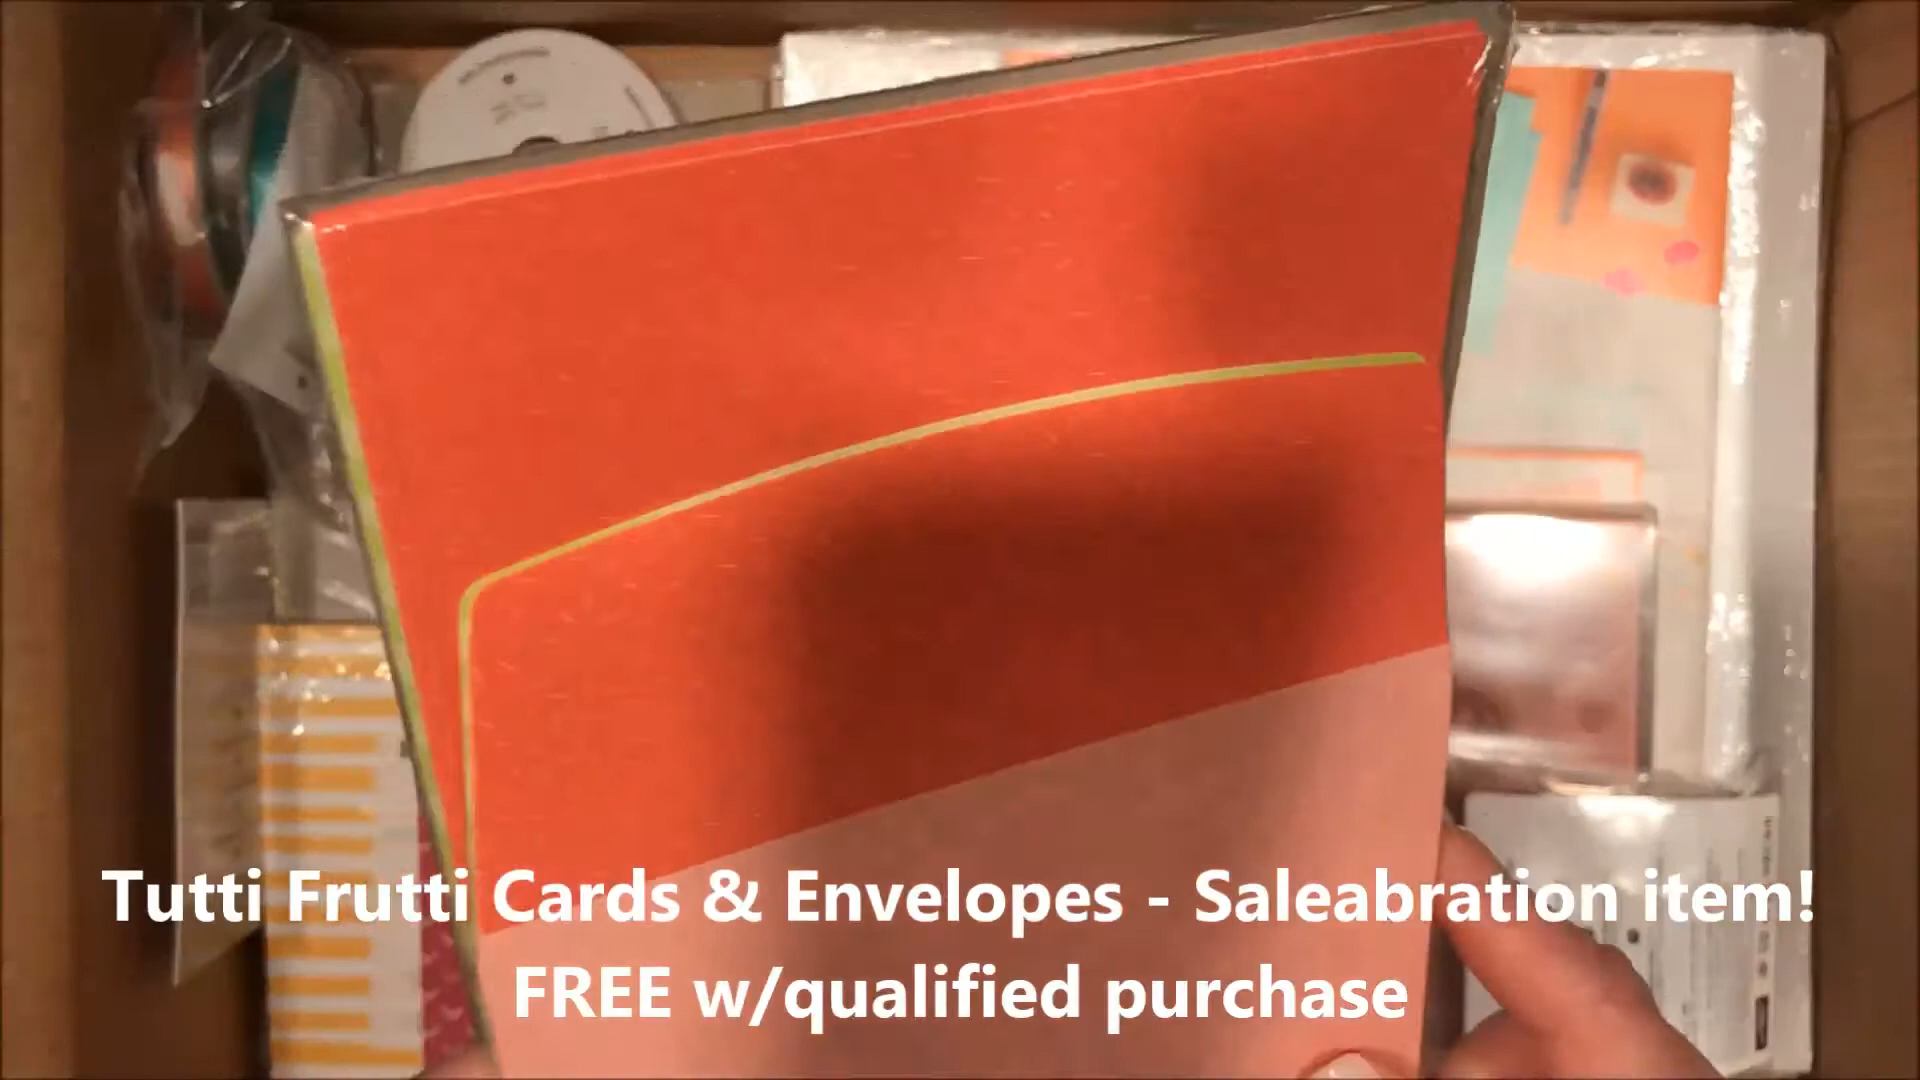 Tutti Frutti Cards & Envelopes - Saleabration item!
FREE w/qualified purchase